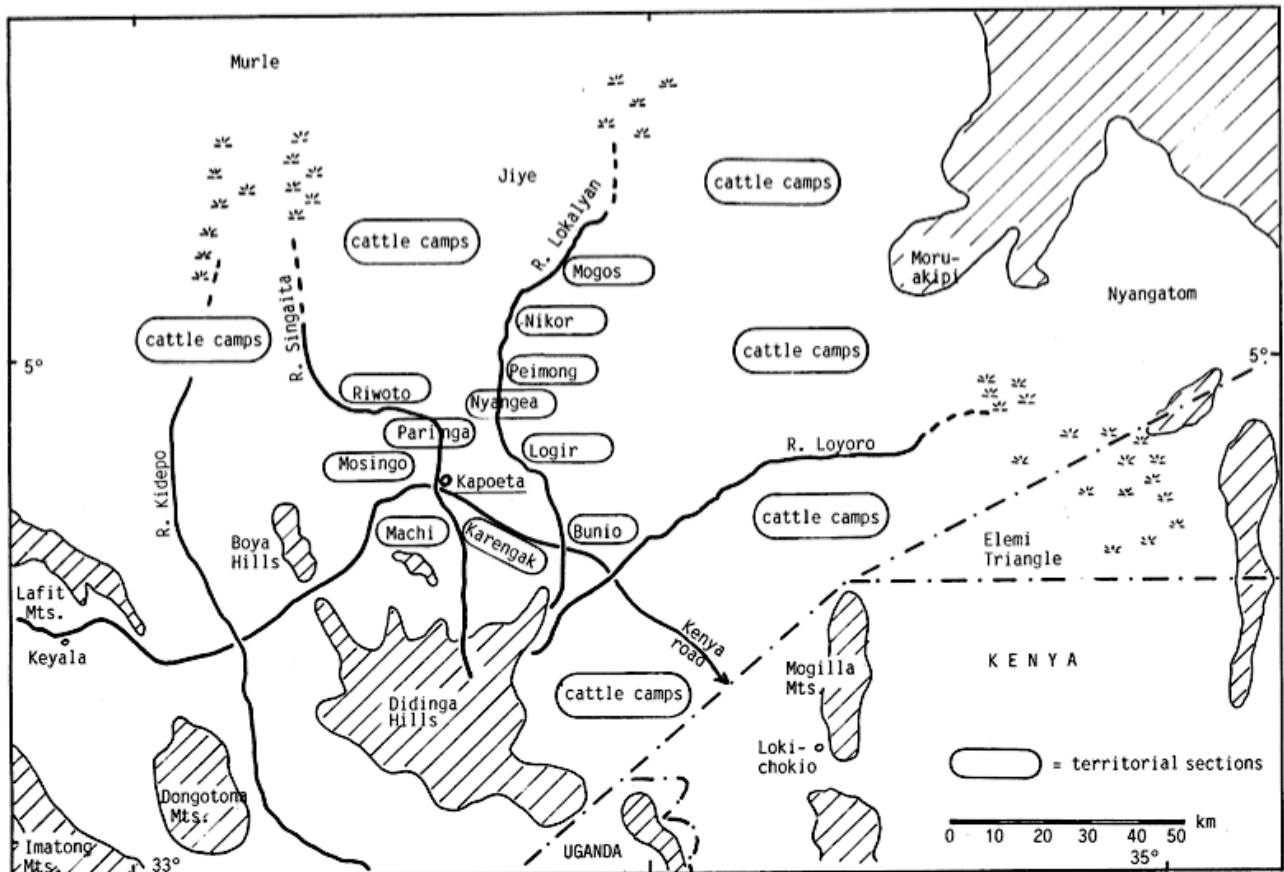 Murle
Jiye
cattle camps
cattle camps
R. Lokalyan
Mogos
Moru-
akipi
Nyangatom
R. Singaita
Nikor
cattle camps
cattle camps
5°
5°
Peimong
Riwoto
Nyangea
Paringa
Logir
R. Loyoro
Mosingo
Kapoeta
R. Kidepo
cattle camps
Machi
Karengak
Bunio
Boya
Hills
Elemi
Triangle
Lafit
Mts.
Keyala
Kenya
road
Mogilla
Mts.
KENYA
cattle camps
Didinga
Hills
Loki-
chokio
= territorial sections
Dongotona
Mts.
km
0 10 20 30 40 50
Imatong
Mts.
33°
UGANDA
35°